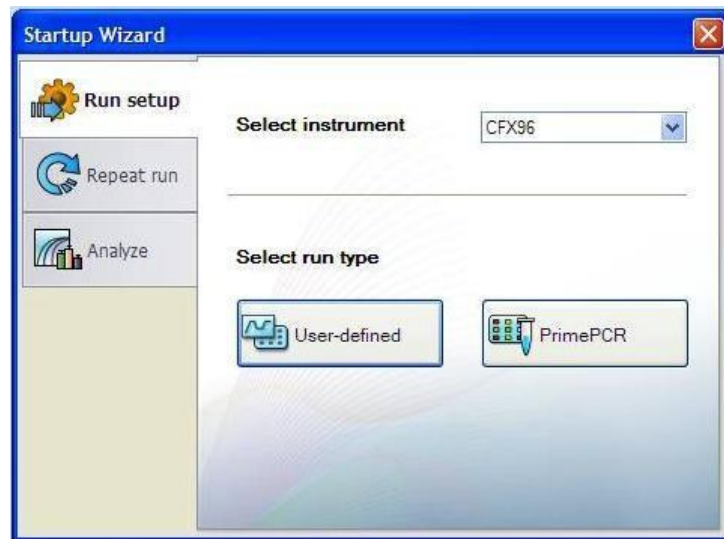 Startup Wizard
Run setup
Repeat run
Analyze
Select instrument
CFX96
Select run type
User-defined
PrimePCR